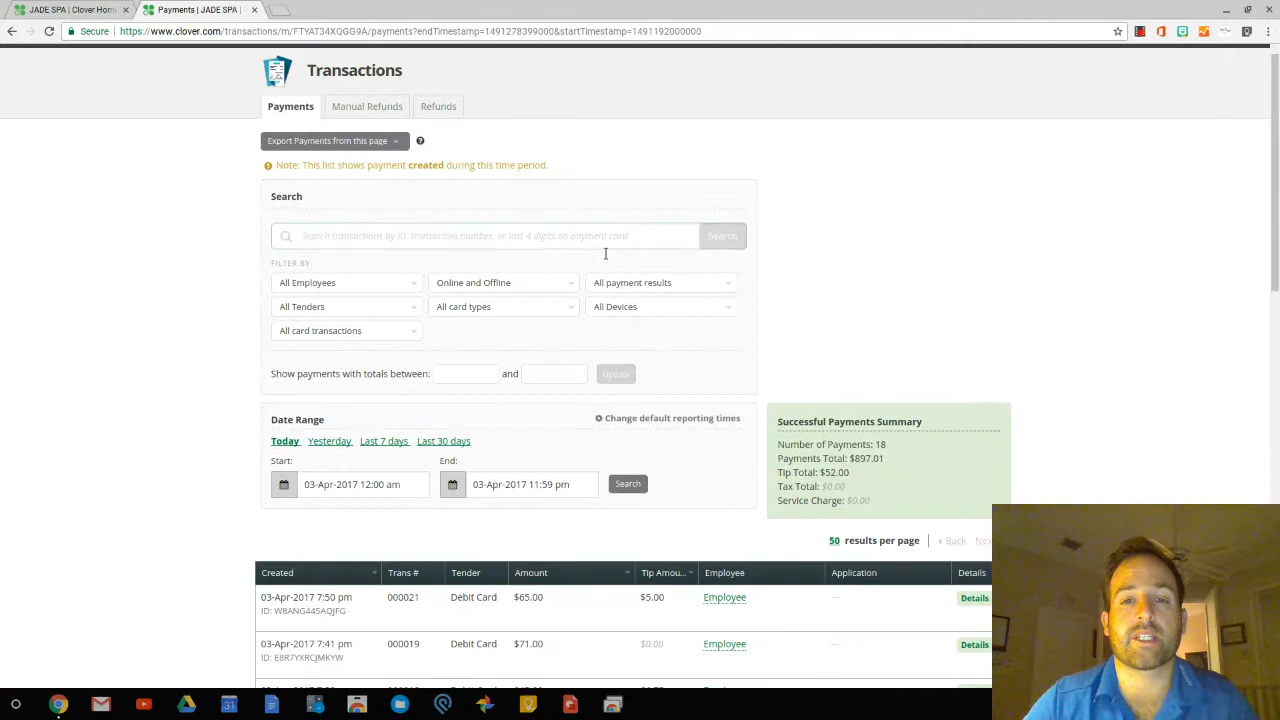 JADE SPA | Clover Home
Payments | JADE SPA |
Secure
https://www.clover.com/transactions/m/FTYAT34XQGG9A/payments?endTimestamp=1491278399000&startTimestamp=1491192000000
Transactions
Payments
Manual Refunds
Refunds
Export Payments from this page
Note: This list shows payment created during this time period.
Search
Search transactions by ID, transaction number, or last 4 digits on payment card
Search
FILTER BY
All Employees
Online and Offline
All payment results
All Tenders
All card types
All Devices
All card transactions
Show payments with totals between:
and
Update
Date Range
Change default reporting times
Today
Yesterday
Last 7 days
Last 30 days
Start:
End:
03-Apr-2017 12:00 am
03-Apr-2017 11:59 pm
Search
Successful Payments Summary
Number of Payments: 18
Payments Total: $897.01
Tip Total: $52.00
Tax Total: $0.00
Service Charge: $0.00
50 results per page
Back
Nex
Created
Trans #
Tender
Amount
Tip Amou...
Employee
Application
Details
03-Apr-2017 7:50 pm
000021
Debit Card
$65.00
$5.00
Employee
Details
ID: W8ANG445AQJFG
03-Apr-2017 7:41 pm
000019
Debit Card
$71.00
$0.00
Employee
Details
ID: E8R7YXRCJMKYW